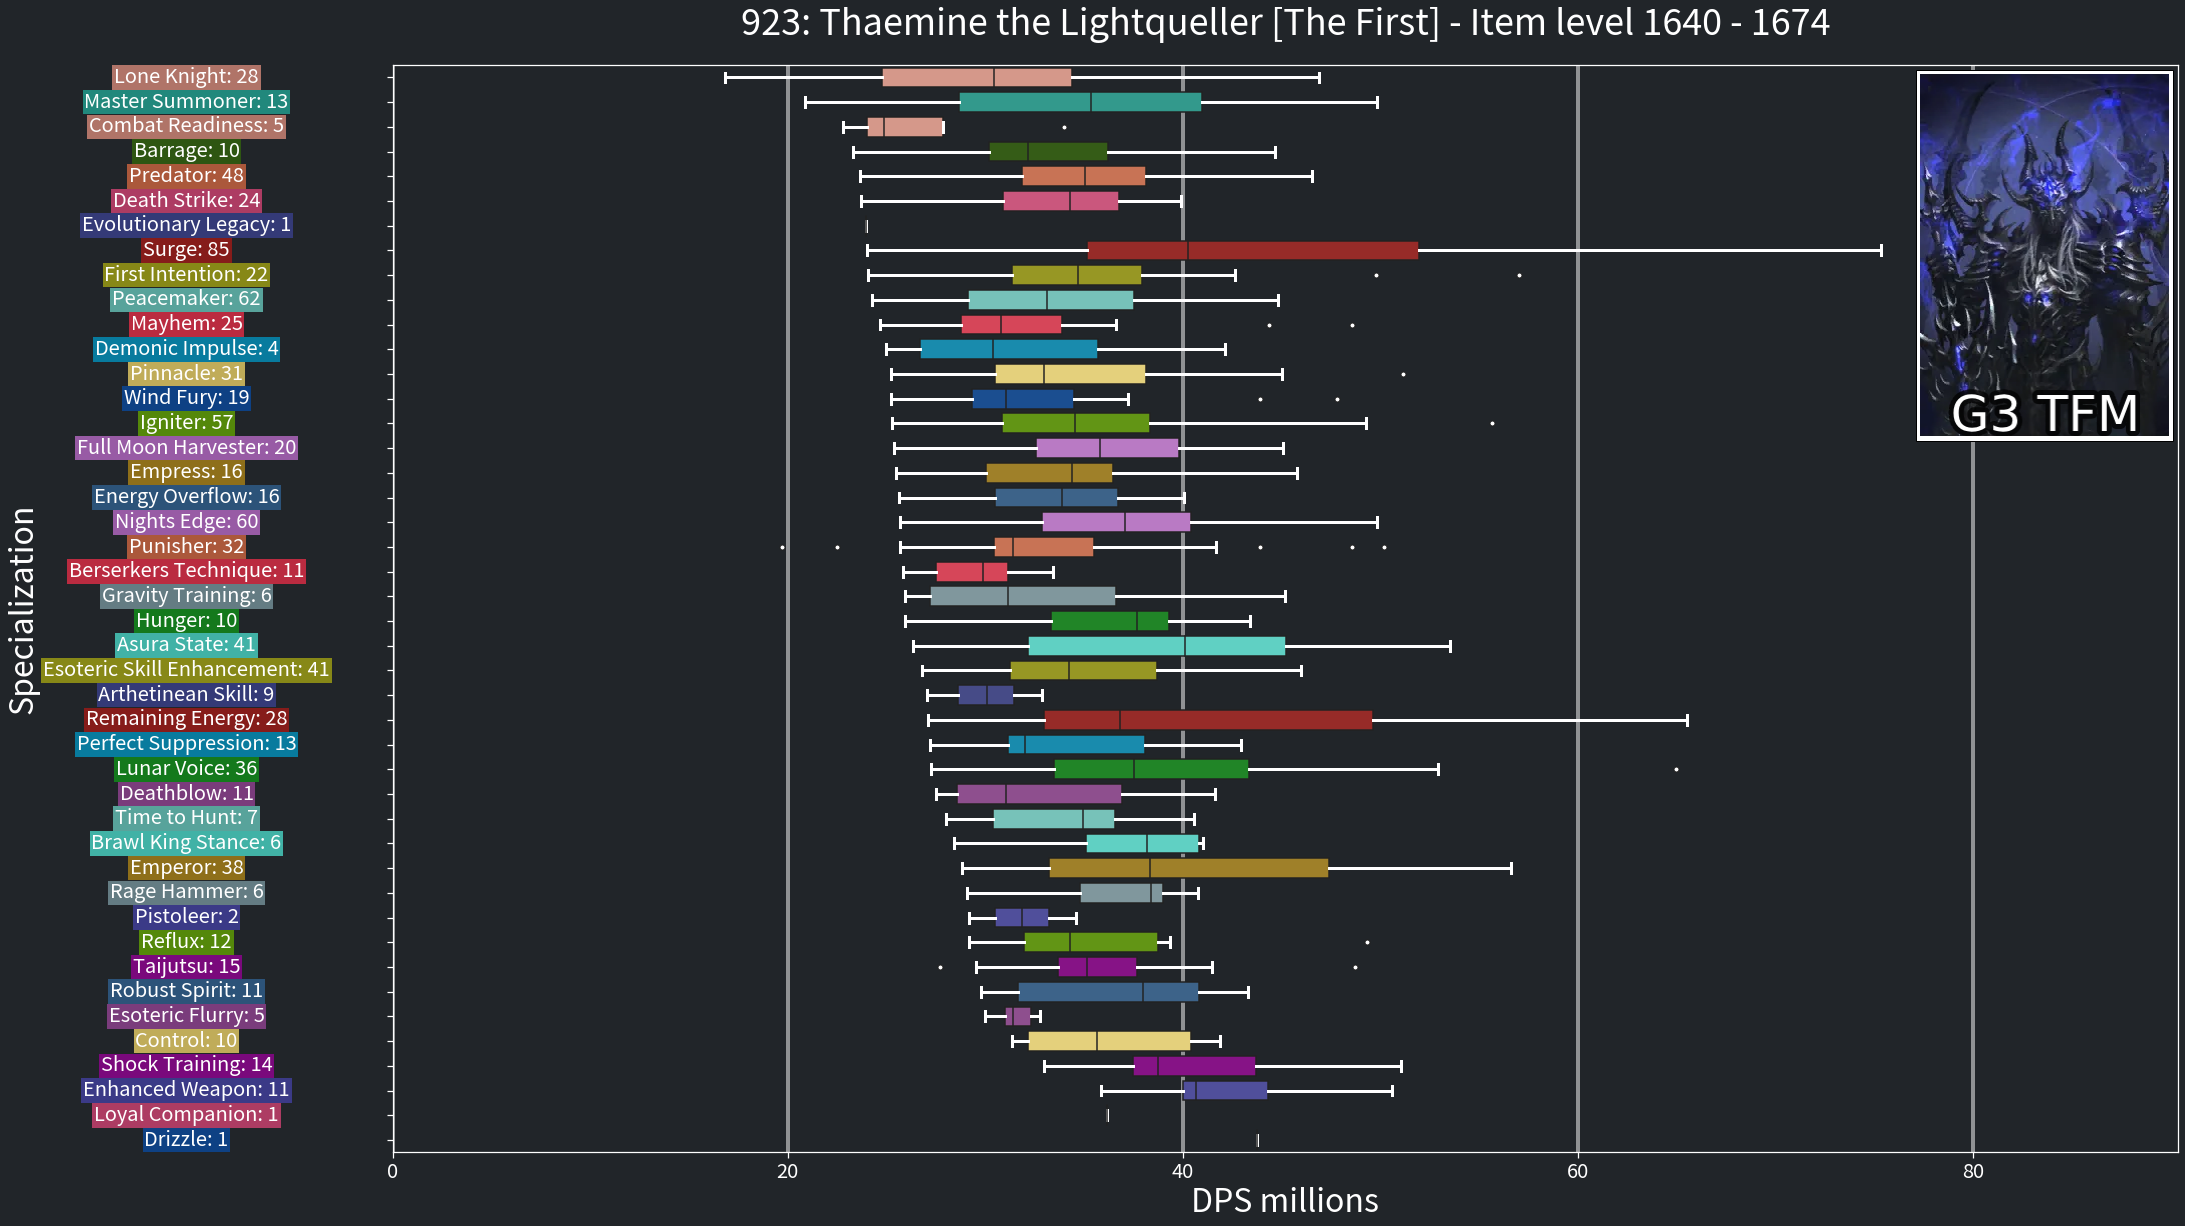 923: Thaemine the Lightqueller [The First] - Item level 1640 - 1674
Lone Knight: 28
Master Summoner: 13
Combat Readiness: 5
Barrage: 10
Predator: 48
Death Strike: 24
Evolutionary Legacy: 1
Surge: 85
First Intention: 22
Peacemaker: 62
Mayhem: 25
Demonic Impulse: 4
Pinnacle: 31
Wind Fury: 19
Igniter: 57
Full Moon Harvester: 20
Empress: 16
Energy Overflow: 16
Nights Edge: 60
Punisher: 32
Berserkers Technique: 11
Gravity Training: 6
Hunger: 10
Asura State: 41
Esoteric Skill Enhancement: 41
Arthetinean Skill: 9
Remaining Energy: 28
Perfect Suppression: 13
Lunar Voice: 36
Deathblow: 11
Time to Hunt: 7
Brawl King Stance: 6
Emperor: 38
Rage Hammer: 6
Pistoleer: 2
Reflux: 12
Taijutsu: 15
Robust Spirit: 11
Esoteric Flurry: 5
Control: 10
Shock Training: 14
Enhanced Weapon: 11
Loyal Companion: 1
Drizzle: 1
Specialization
G3 TFM
0 20 40 60 80
DPS millions